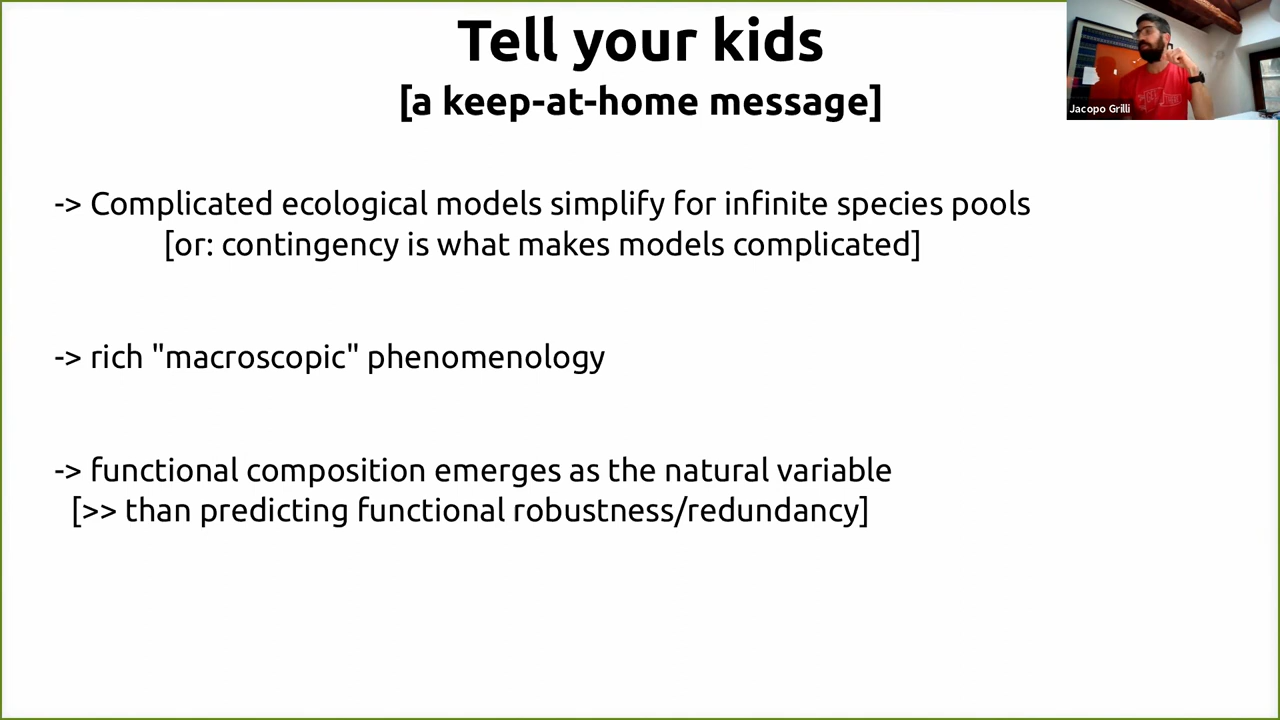 Tell your kids
[a keep-at-home message]
Jacopo Grilli
-> Complicated ecological models simplify for infinite species pools
[or: contingency is what makes models complicated]
-> rich "macroscopic" phenomenology
-> functional composition emerges as the natural variable
[>> than predicting functional robustness/redundancy]